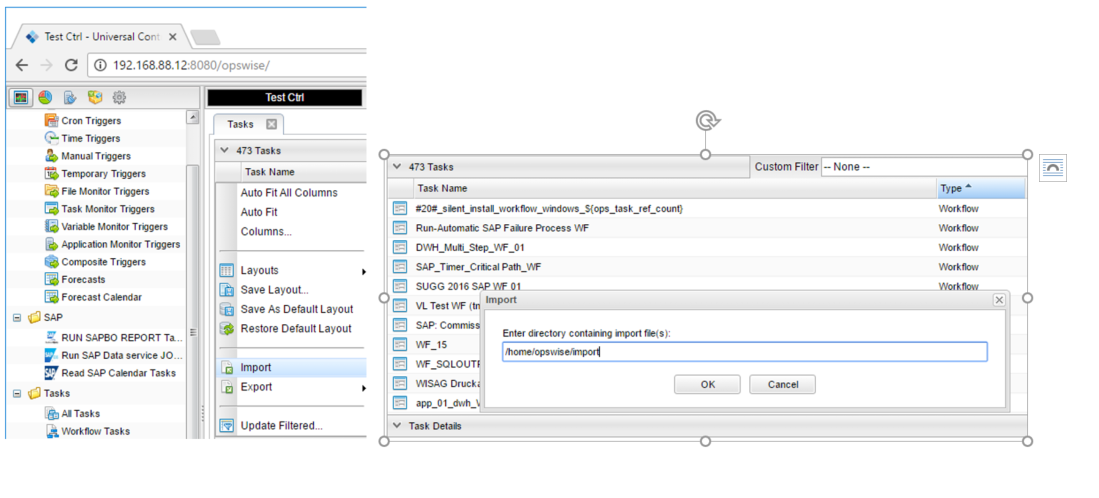 Test Ctrl - Universal Cont
192.168.88.12:8080/opswise/
Test Ctrl
Cron Triggers
Time Triggers
Manual Triggers
Temporary Triggers
File Monitor Triggers
Task Monitor Triggers
Variable Monitor Triggers
Application Monitor Triggers
Composite Triggers
Forecasts
Forecast Calendar
SAP
RUN SAPBO REPORT Ta...
Run SAP Data service JO...
Read SAP Calendar Tasks
Tasks
All Tasks
Workflow Tasks
Tasks
473 Tasks
Task Name
Auto Fit All Columns
Auto Fit
Columns...
Layouts
Save Layout...
Save As Default Layout
Restore Default Layout
Import
Export
Update Filtered...
473 Tasks
Custom Filter -- None --
Task Name Type
#20#_silent_install_workflow_windows_${ops_task_ref_count} Workflow
Run-Automatic SAP Failure Process WF Workflow
DWH_Multi_Step_WF_01 Workflow
SAP_Timer_Critical Path_WF Workflow
SUGG 2016 SAP WF 01 Workflow
VL Test WF (tm
SAP: Commiss
WF_15
WF_SQLOUTP
WISAG Drucka
app_01_dwh_W
Import
Enter directory containing import file(s):
/home/opswise/import
OK Cancel
Task Details